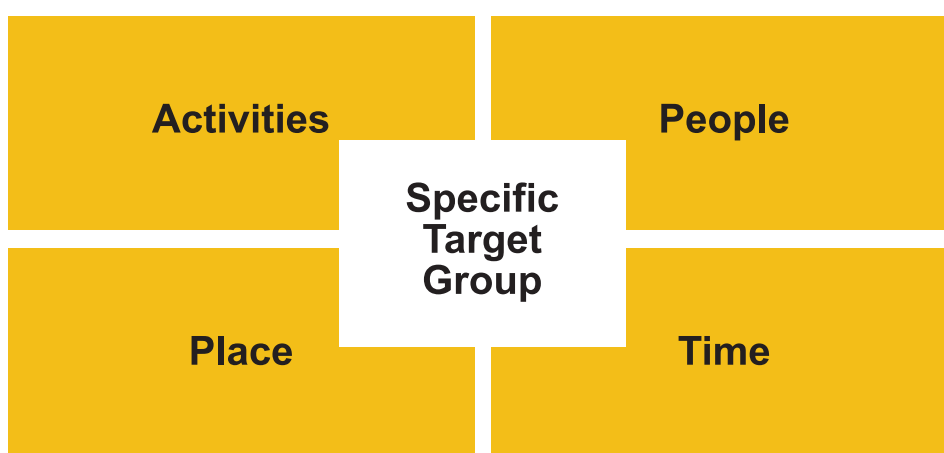 Activities
People
Specific
Target
Group
Place
Time